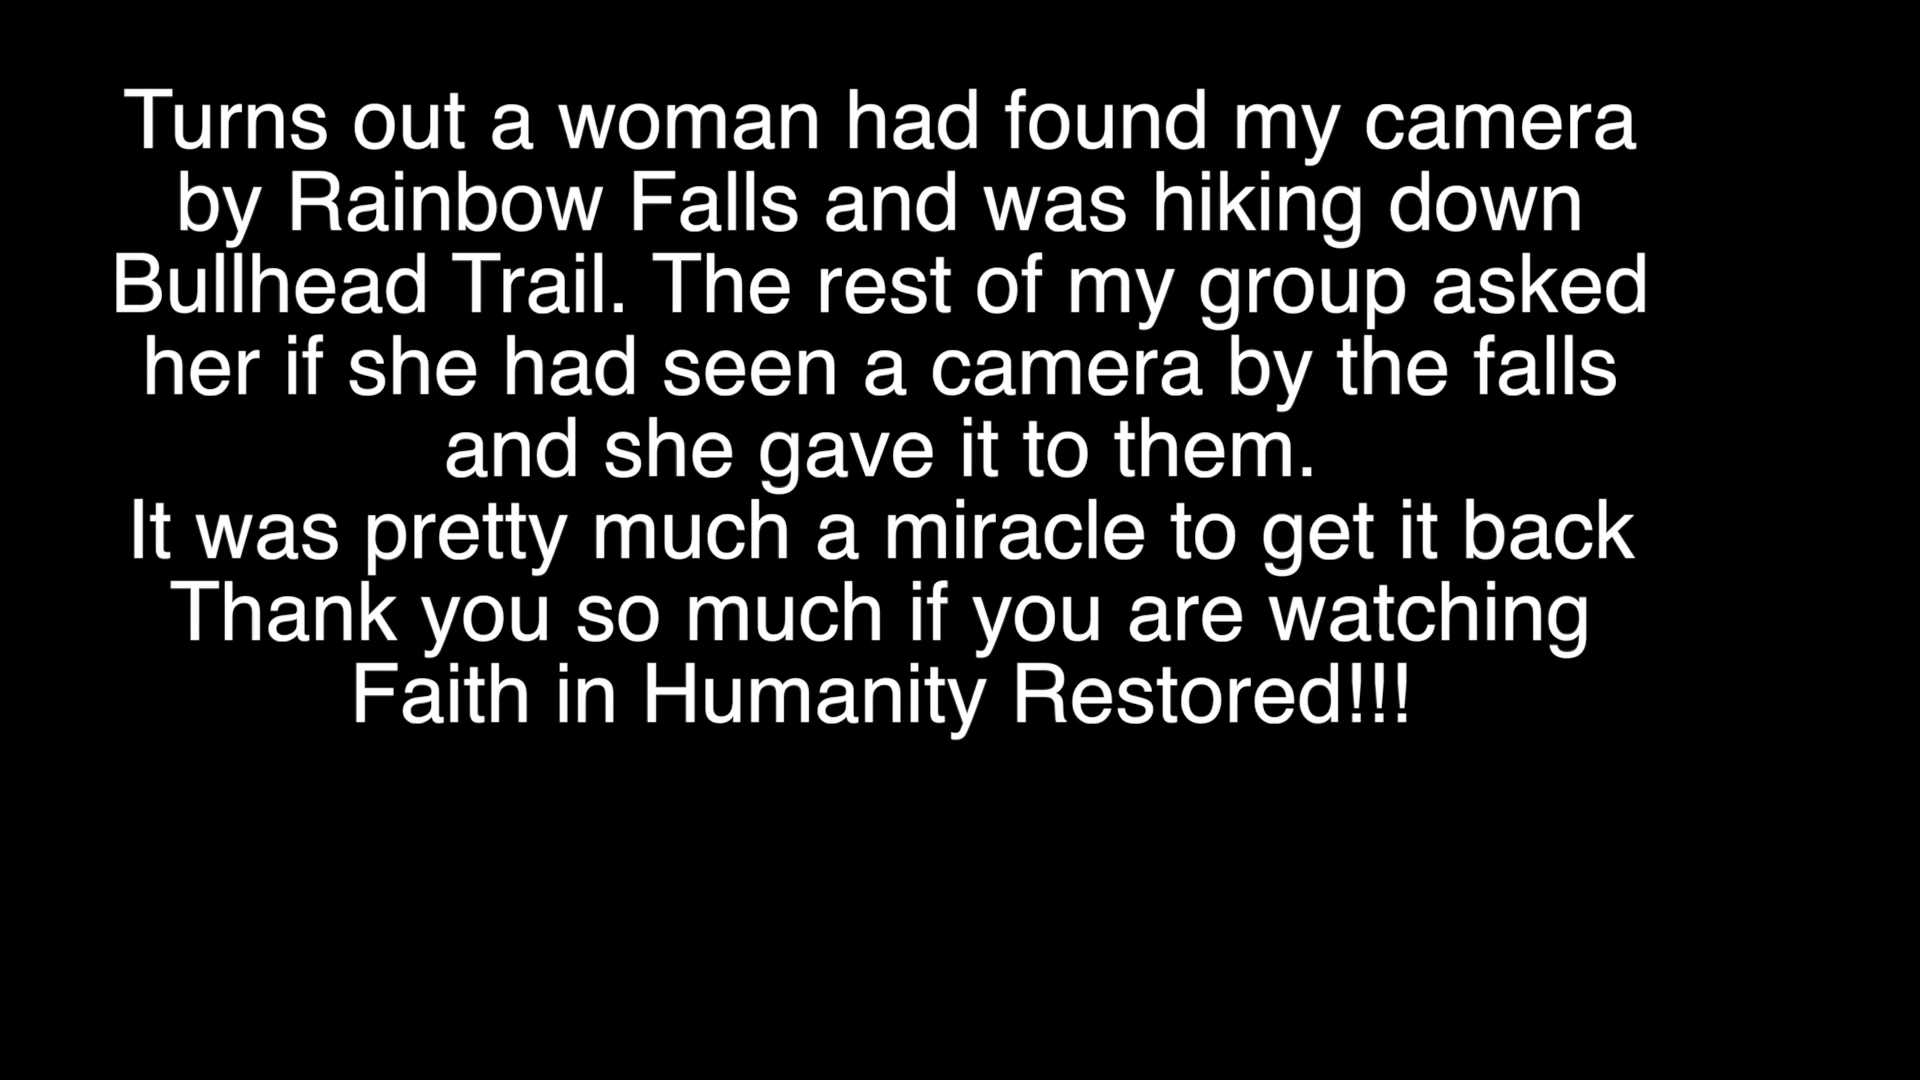 Turns out a woman had found my camera
by Rainbow Falls and was hiking down
Bullhead Trail. The rest of my group asked
her if she had seen a camera by the falls
and she gave it to them.
It was pretty much a miracle to get it back
Thank you so much if you are watching
Faith in Humanity Restored!!!